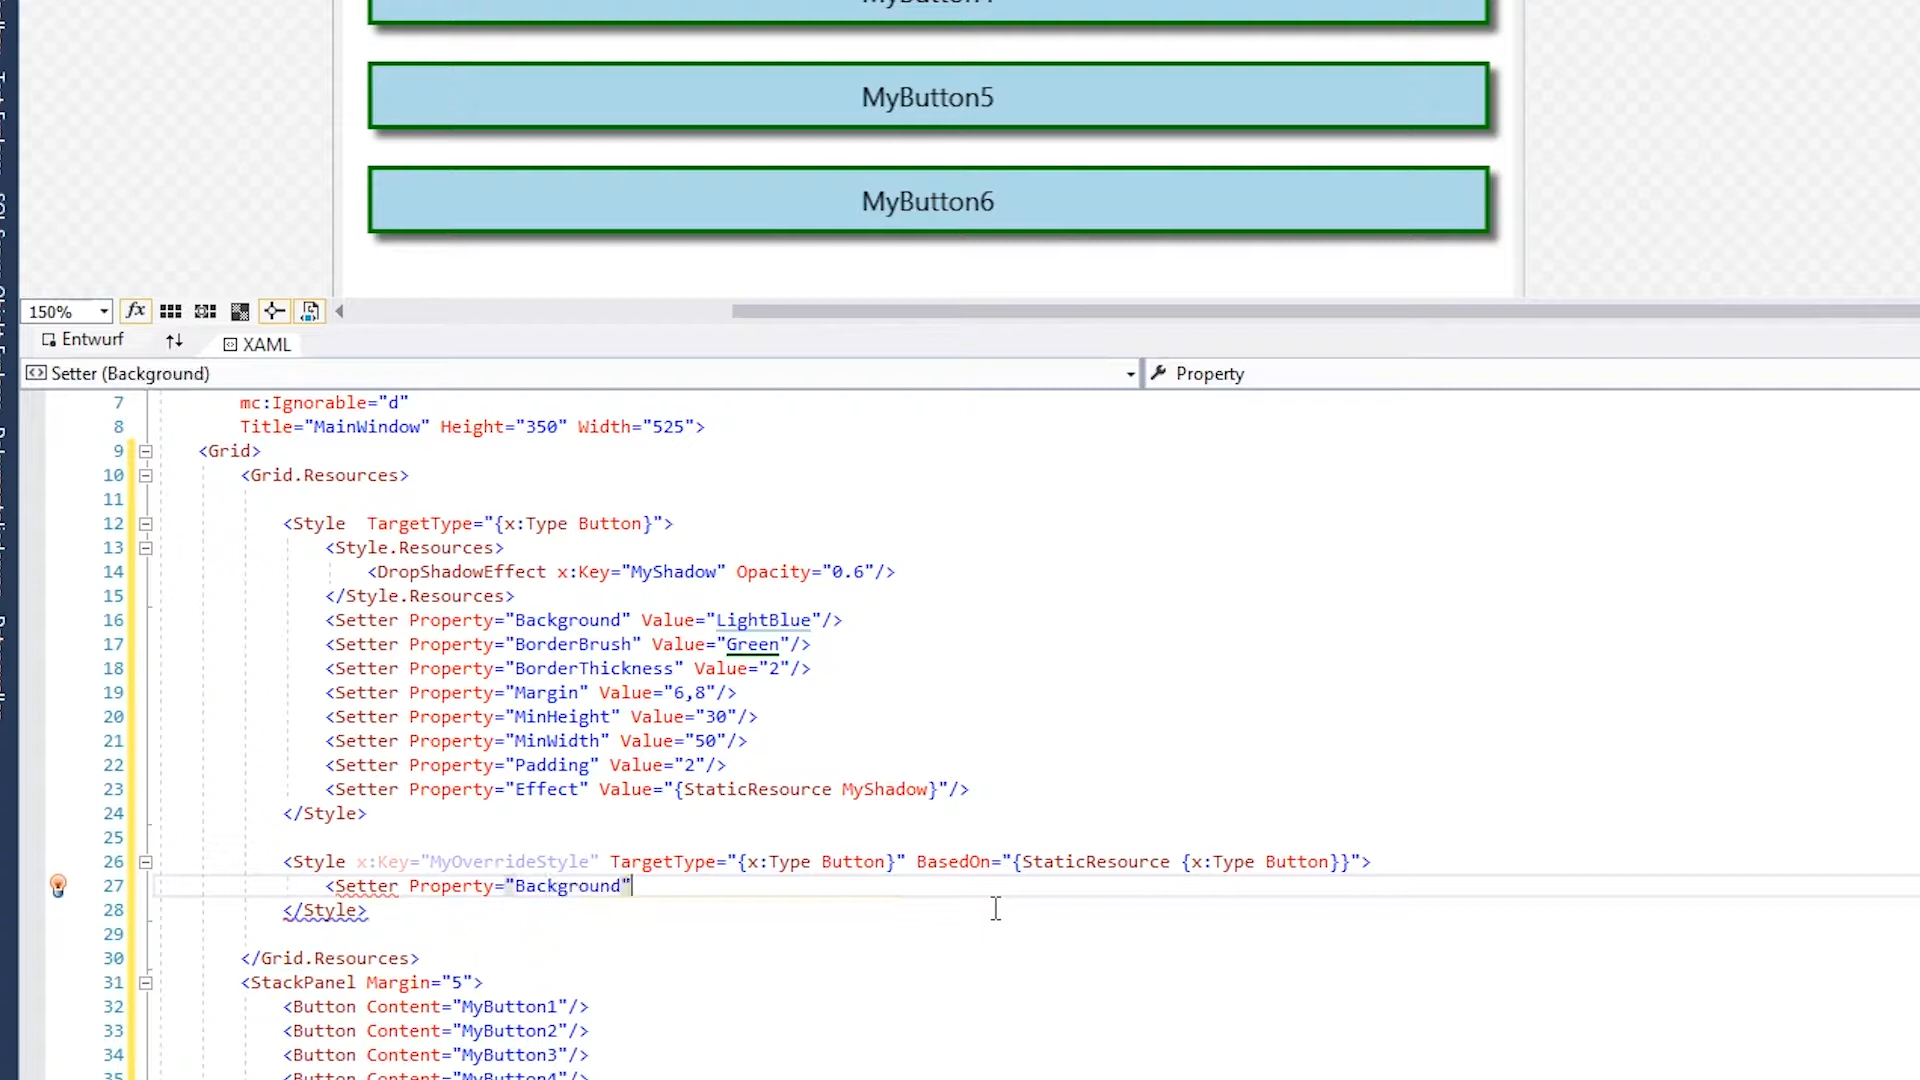 MyButton5
MyButton6
150%
fx
Entwurf
XAML
Setter (Background)
Property
7 mc:Ignorable="d"
8 Title="MainWindow" Height="350" Width="525">
9 <Grid>
10 <Grid.Resources>
11
12 <Style  TargetType="{x:Type Button}">
13 <Style.Resources>
14 <DropShadowEffect x:Key="MyShadow" Opacity="0.6"/>
15 </Style.Resources>
16 <Setter Property="Background" Value="LightBlue"/>
17 <Setter Property="BorderBrush" Value="Green"/>
18 <Setter Property="BorderThickness" Value="2"/>
19 <Setter Property="Margin" Value="6,8"/>
20 <Setter Property="MinHeight" Value="30"/>
21 <Setter Property="MinWidth" Value="50"/>
22 <Setter Property="Padding" Value="2"/>
23 <Setter Property="Effect" Value="{StaticResource MyShadow}"/>
24 </Style>
25
26 <Style x:Key="MyOverrideStyle" TargetType="{x:Type Button}" BasedOn="{StaticResource {x:Type Button}}">
27 <Setter Property="Background"
28 </Style>
29
30 </Grid.Resources>
31 <StackPanel Margin="5">
32 <Button Content="MyButton1"/>
33 <Button Content="MyButton2"/>
34 <Button Content="MyButton3"/>
35 <Button Content="MyButton4"/>